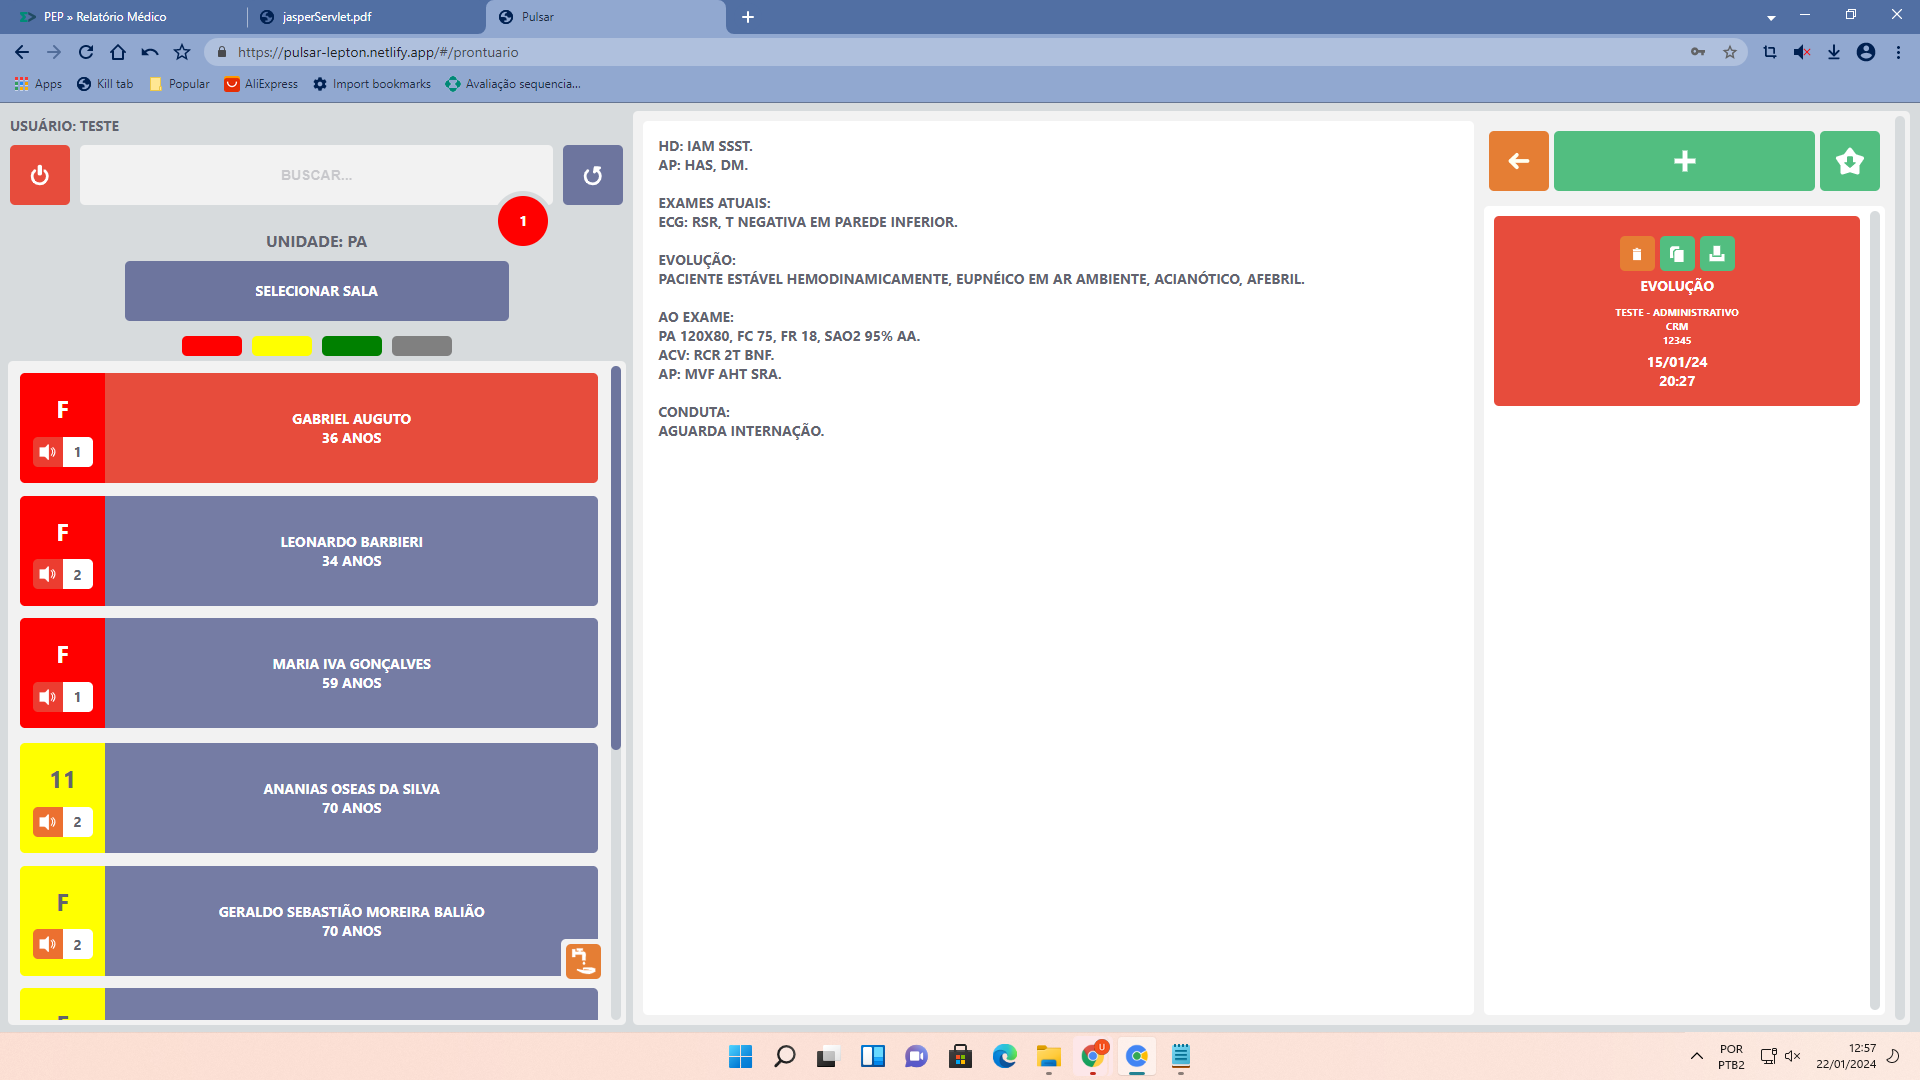 PEP » Relatório Médico
jasperServlet.pdf
Pulsar
https://pulsar-lepton.netlify.app/#/prontuario
Apps
Kill tab
Popular
AliExpress
Import bookmarks
Avaliação sequencia...
USUÁRIO: TESTE
BUSCAR...
1
UNIDADE: PA
SELECIONAR SALA
F
1
GABRIEL AUGUTO
36 ANOS
F
2
LEONARDO BARBIERI
34 ANOS
F
1
MARIA IVA GONÇALVES
59 ANOS
11
2
ANANIAS OSEAS DA SILVA
70 ANOS
F
2
GERALDO SEBASTIÃO MOREIRA BALIÃO
70 ANOS
HD: IAM SSST.
AP: HAS, DM.
EXAMES ATUAIS:
ECG: RSR, T NEGATIVA EM PAREDE INFERIOR.
EVOLUÇÃO:
PACIENTE ESTÁVEL HEMODINAMICAMENTE, EUPNÉICO EM AR AMBIENTE, ACIANÓTICO, AFEBRIL.
AO EXAME:
PA 120X80, FC 75, FR 18, SAO2 95% AA.
ACV: RCR 2T BNF.
AP: MVF AHT SRA.
CONDUTA:
AGUARDA INTERNAÇÃO.
EVOLUÇÃO
TESTE - ADMINISTRATIVO
CRM
12345
15/01/24
20:27
U
POR
PTB2
12:57
22/01/2024